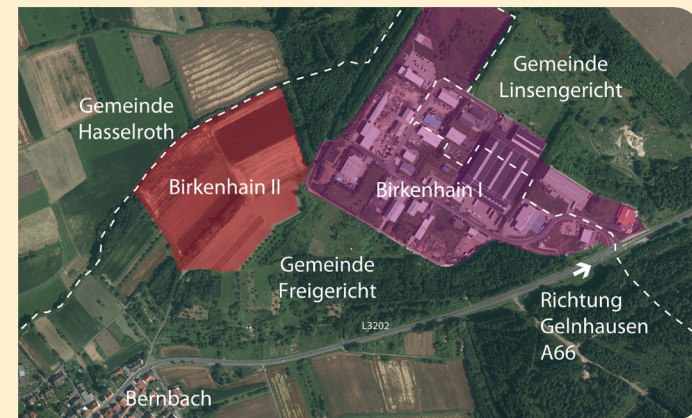 Gemeinde
Hasselroth
Gemeinde
Linsengericht
Birkenhain II
Birkenhain I
Gemeinde
Freigericht
L3202
Richtung
Gelnhausen
A66
Bernbach